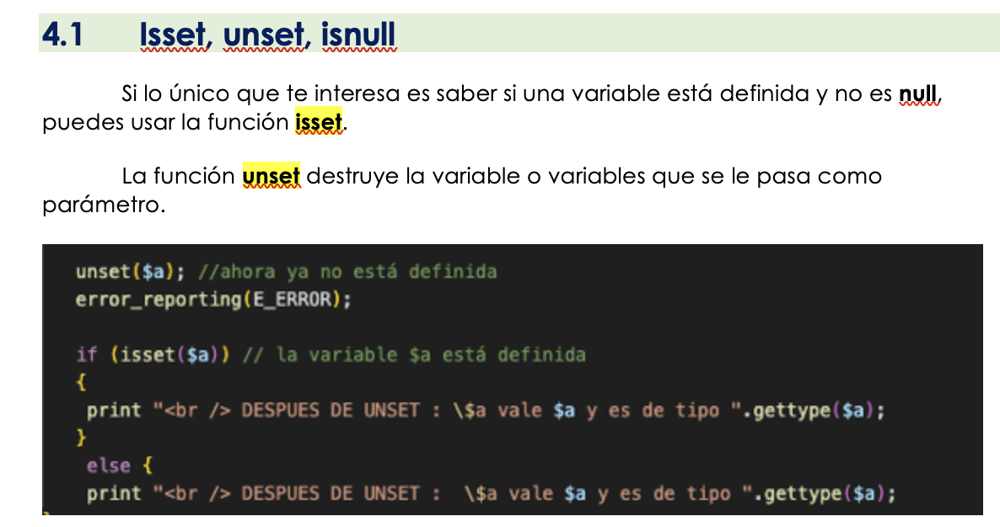 4.1 Isset, unset, isnull
Si lo único que te interesa es saber si una variable está definida y no es null,
puedes usar la función isset.
La función unset destruye la variable o variables que se le pasa como
parámetro.
unset($a); //ahora ya no está definida
error_reporting(E_ERROR);
if (isset($a)) // la variable $a está definida
{
print "<br /> DESPUES DE UNSET : \$a vale $a y es de tipo ".gettype($a);
}
else {
print "<br /> DESPUES DE UNSET :  \$a vale $a y es de tipo ".gettype($a);